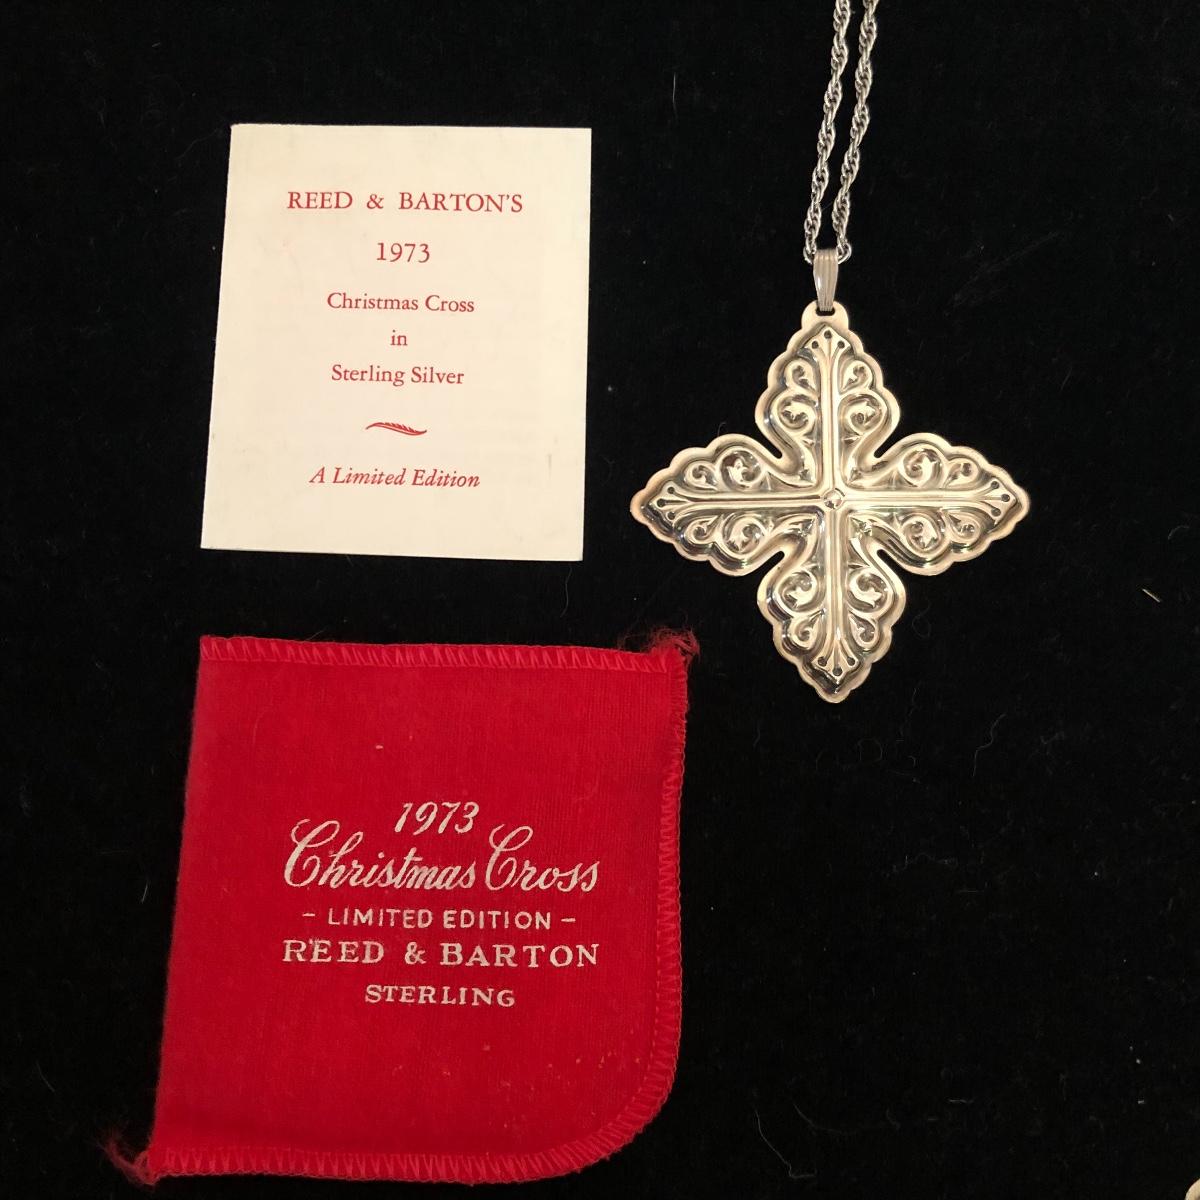 REED & BARTON'S
1973
Christmas Cross
in
Sterling Silver
A Limited Edition
1973
Christmas Cross
- LIMITED EDITION -
REED & BARTON
STERLING